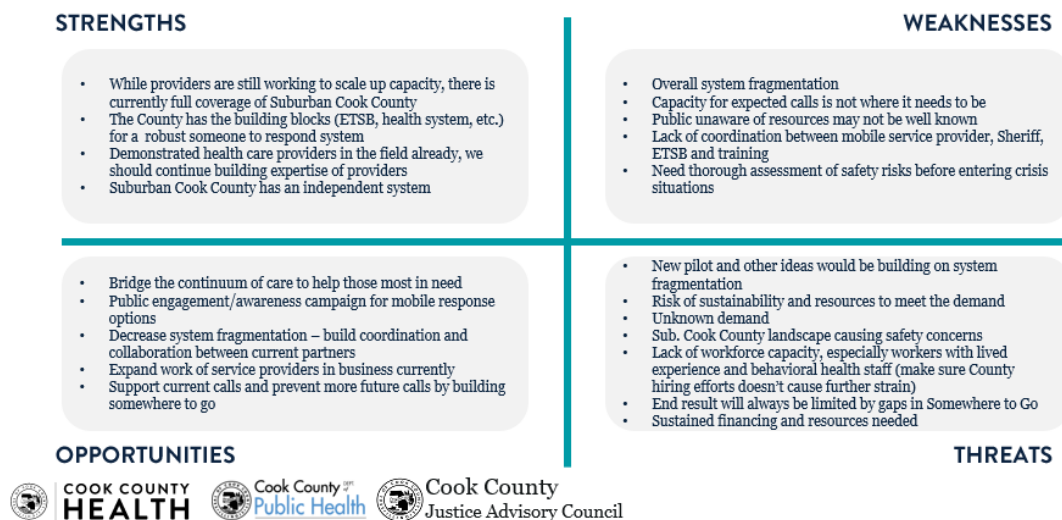 STRENGTHS
• While providers are still working to scale up capacity, there is
currently full coverage of Suburban Cook County
• The County has the building blocks (ETSB, health system, etc.)
for a robust someone to respond system
• Demonstrated health care providers in the field already, we
should continue building expertise of providers
• Suburban Cook County has an independent system
WEAKNESSES
• Overall system fragmentation
• Capacity for expected calls is not where it needs to be
• Public unaware of resources may not be well known
• Lack of coordination between mobile service provider, Sheriff,
ETSB and training
• Need thorough assessment of safety risks before entering crisis
situations
• Bridge the continuum of care to help those most in need
• Public engagement/awareness campaign for mobile response
options
• Decrease system fragmentation – build coordination and
collaboration between current partners
• Expand work of service providers in business currently
• Support current calls and prevent more future calls by building
somewhere to go
OPPORTUNITIES
• New pilot and other ideas would be building on system
fragmentation
• Risk of sustainability and resources to meet the demand
• Unknown demand
• Sub. Cook County landscape causing safety concerns
• Lack of workforce capacity, especially workers with lived
experience and behavioral health staff (make sure County
hiring efforts doesn't cause further strain)
• End result will always be limited by gaps in Somewhere to Go
• Sustained financing and resources needed
THREATS
COOK COUNTY
HEALTH
Cook County DEPT. of
Public Health
Cook County
Justice Advisory Council